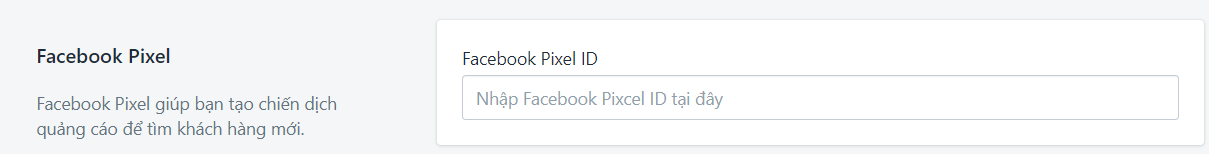 Facebook Pixel
Facebook Pixel giúp bạn tạo chiến dịch
quảng cáo để tìm khách hàng mới.
Facebook Pixel ID
Nhập Facebook Pixcel ID tại đây